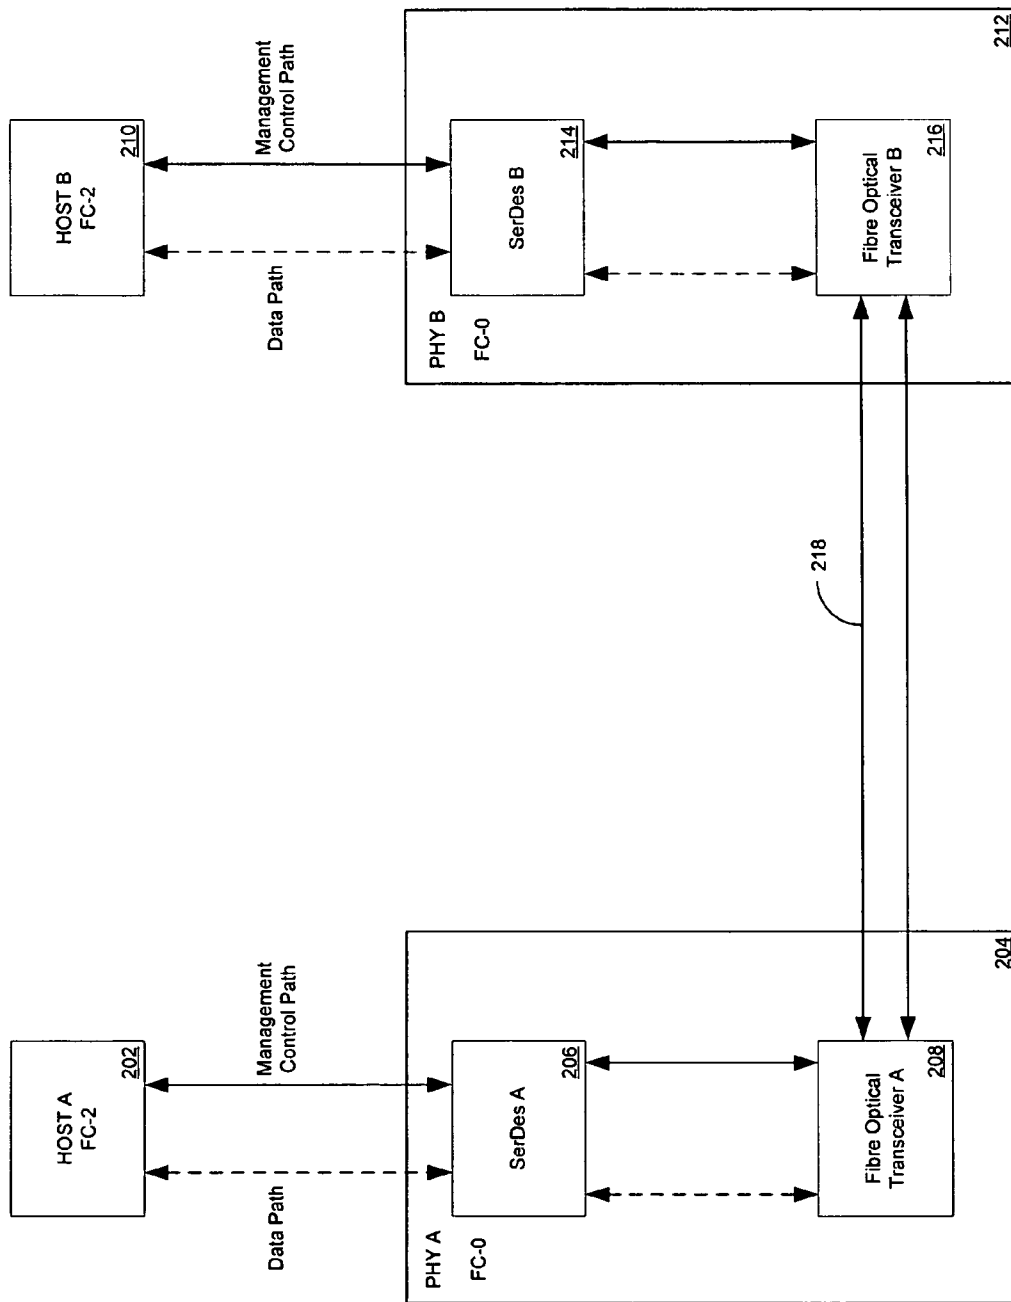 HOST A
FC-2
202
Data Path
Management
Control Path
PHY A
FC-0
SerDes A
206
Fibre Optical
Transceiver A
208
204
218
HOST B
FC-2
210
Data Path
Management
Control Path
PHY B
FC-0
SerDes B
214
Fibre Optical
Transceiver B
216
212